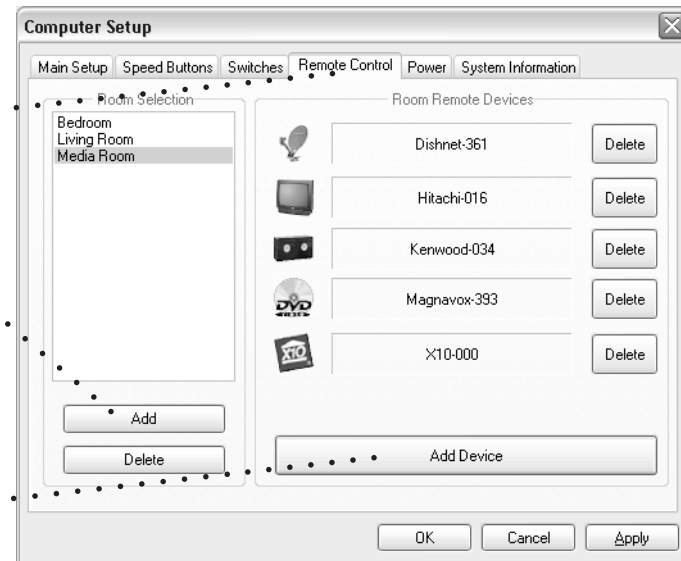 Computer Setup
Main Setup Speed Buttons Switches Remote Control Power System Information
Room Selection
Bedroom
Living Room
Media Room
Add
Delete
Room Remote Devices
Dishnet-361 Delete
Hitachi-016 Delete
Kenwood-034 Delete
DVD Magnavox-393 Delete
X10 X10-000 Delete
Add Device
OK Cancel Apply